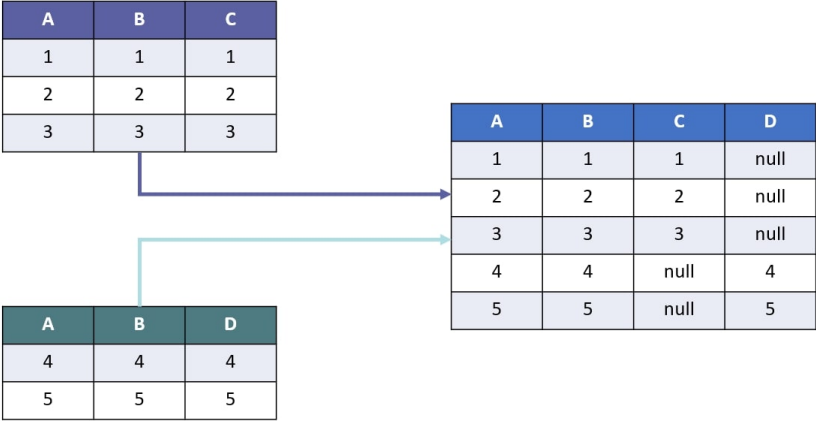 A B C
1 1 1
2 2 2
3 3 3
A B C D
1 1 1 null
2 2 2 null
3 3 3 null
4 4 null 4
5 5 null 5
A B D
4 4 4
5 5 5